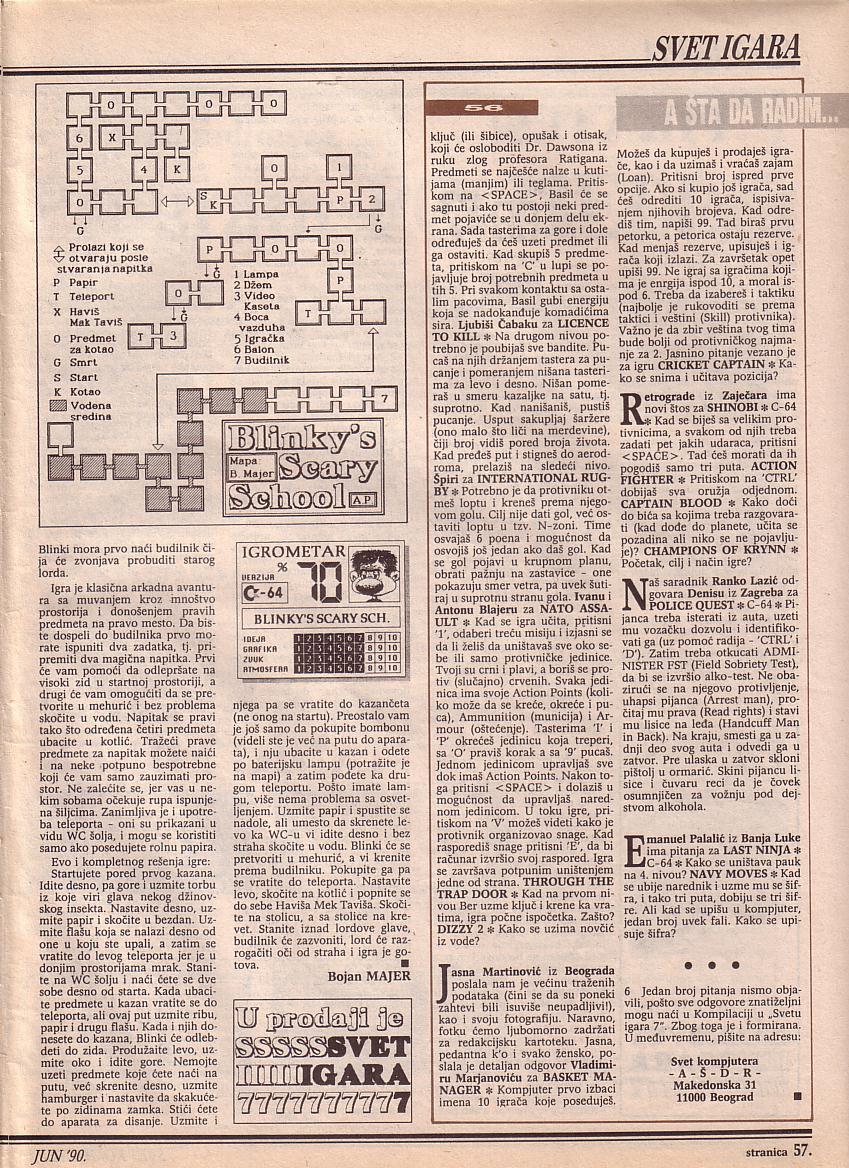 SVET IGARA
O O O O
6 X
5 4 K O 1
O S K P 2
G G
P O O
Prolazi koji se
otvaraju posle
stvaranja napitka
P Papir
T Teleport
X Haviš
Mak Taviš
O Predmet
za kotao
G Smrt
S Start
K Kotao
Vodena
sredina
G
O
G
T 3
1 Lampa
2 Džem
3 Video
Kaseta
4 Boca
vazduha
5 Igračka
6 Balon
7 Budilnik
P
T
7
Blinky's
Scary
School
Mapa:
B. Majer
A.P.
Blinki mora prvo naći budilnik či-
ja će zvonjava probuditi starog
lorda.
Igra je klasična arkadna avantu-
ra sa muvanjem kroz mnoštvo
prostorija i donošenjem pravih
predmeta na pravo mesto. Da bis-
te dospeli do budilnika prvo mo-
rate ispuniti dva zadatka, tj. pri-
premiti dva magična napitka. Prvi
će vam pomoći da odlepršate na
visoki zid u startnoj prostoriji, a
drugi će vam omogućiti da se pre-
tvorite u mehurić i bez problema
skočite u vodu. Napitak se pravi
tako što određena četiri predmeta
ubacite u kotlić. Tražeći prave
predmete za napitak možete naići
i na neke potpuno bespotrebne
koji će vam samo zauzimati pro-
stor. Ne zalećite se, jer vas u ne-
kim sobama očekuje rupa ispunje-
na šiljcima. Zanimljiva je i upotre-
ba teleporta – oni su prikazani u
vidu WC šolja, i mogu se koristiti
samo ako posedujete rolnu papira.
Evo i kompletnog rešenja igre:
Startujete pored prvog kazana.
Idite desno, pa gore i uzmite torbu
iz koje viri glava nekog džinov-
skog insekta. Nastavite desno, uz-
mite papir i skočite u bezdan. Uz-
mite flašu koja se nalazi desno od
one u koju ste upali, a zatim se
vratite do levog teleporta jer je u
donjim prostorijama mrak. Stani-
te na WC šolju i naći ćete se dve
sobe desno od starta. Kada ubaci-
te predmete u kazan vratite se do
teleporta, ali ovaj put uzmite ribu,
papir i drugu flašu. Kada i njih do-
nesete do kazana, Blinki će odleb-
deti do zida. Produžaite levo, uz-
mite oko i idite gore. Nemojte
uzeti predmete koje ćete naći na
putu, već skrenite desno, uzmite
hamburger i nastavite da skakuće-
te po zidinama zamka. Stići ćete
do aparata za disanje. Uzmite i
IGROMETAR
% 70
VERZIJA
C-64
BLINKY'S SCARY SCH.
IDEJA 1 2 3 4 5 6 7 8 9 10
GRAFIKA 1 2 3 4 5 6 7 8 9 10
ZVUK 1 2 3 4 5 6 7 8 9 10
ATMOSFERA 1 2 3 4 5 6 7 8 9 10
njega pa se vratite do kazančeta
(ne onog na startu). Preostalo vam
je još samo da pokupite bombonu
(videli ste je već na putu do apara-
ta), i nju ubacite u kazan i odete
po baterijsku lampu (potražite je
na mapi) a zatim pođete ka dru-
gom teleportu. Pošto imate lam-
pu, više nema problema sa osvet-
ljenjem. Uzmite papir i spustite se
nadole, ali umesto da skrenete le-
vo ka WC-u vi idite desno i bez
straha skočite u vodu. Blinki će se
pretvoriti u mehurić, a vi krenite
prema budilniku. Pokupite ga pa
se vratite do teleporta. Nastavite
levo, skočite na kotlić i popnite se
do sebe Haviša Mek Taviša. Skoči-
te na stolicu, a sa stolice na kre-
vet. Stanite iznad lordove glave,
budilnik će zazvoniti, lord će raz-
rogačiti oči od straha i igra je go-
tova.
Bojan MAJER
U prodaji je
SSSSSSVET
IIIIIIGARA
77777777777
56
ključ (ili šibice), opušak i otisak,
koji će osloboditi Dr. Dawsona iz
ruku zlog profesora Ratigana.
Predmeti se najčešće nalze u kuti-
jama (manjim) ili teglama. Pritis-
kom na <SPACE>, Basil će se
sagnuti i ako tu postoji neki pred-
met pojaviće se u donjem delu ek-
rana. Sada tasterima za gore i dole
određuješ da ćeš uzeti predmet ili
ga ostaviti. Kad skupiš 5 predme-
ta, pritiskom na 'C' u lupi se po-
javljuje broj potrebnih predmeta u
tih 5. Pri svakom kontaktu sa osta-
lim pacovima, Basil gubi energiju
koja se nadoknađuje komadićima
sira. Ljubiši Čabaku za LICENCE
TO KILL * Na drugom nivou po-
trebno je poubijaš sve bandite. Pu-
caš na njih držanjem tastera za pu-
canje i pomeranjem nišana tasteri-
ma za levo i desno. Nišan pome-
raš u smeru kazaljke na satu, tj.
suprotno. Kad nanišaniš, pustiš
pucanje. Usput sakupljaj šaržere
(ono malo što liči na merdevine),
čiji broj vidiš pored broja života.
Kad pređeš put i stigneš do aerod-
roma, prelaziš na sledeći nivo.
Špiri za INTERNATIONAL RUG-
BY * Potrebno je da protivniku ot-
meš loptu i kreneš prema njego-
vom golu. Cilj nije dati gol, već os-
taviti loptu u tzv. N-zoni. Time
osvajaš 6 poena i mogućnost da
osvojiš još jedan ako daš gol. Kad
se gol pojavi u krupnom planu,
obrati pažnju na zastavice – one
pokazuju smer vetra, pa uvek šuti-
raj u suprotnu stranu gola. Ivanu i
Antonu Blajeru za NATO ASSA-
ULT * Kad se igra učita, pritisni
'1', odaberi treću misiju i izjasni se
da li želiš da uništavaš sve oko se-
be ili samo protivničke jedinice.
Tvoji su crni i plavi, a boriš se pro-
tiv (slučajno) crvenih. Svaka jedi-
nica ima svoje Action Points (koli-
ko može da se kreće, okreće i pu-
ca), Ammunition (municija) i Ar-
mour (oštećenje). Tasterima 'I' i
'P' okrećeš jedinicu koja treperi,
sa 'O' praviš korak a sa '9' pucaš.
Jednom jedinicom upravljaš sve
dok imaš Action Points. Nakon to-
ga pritisni <SPACE> i dolaziš u
mogućnost da upravljaš nared-
nom jedinicom. U toku igre, pri-
tiskom na 'V' možeš videti kako je
protivnik organizovao snage. Kad
rasporediš snage pritisni 'E', da bi
računar izvršio svoj raspored. Igra
se završava potpunim uništenjem
jedne od strana. THROUGH THE
TRAP DOOR * Kad na prvom ni-
vou Ber uzme ključ i krene ka vra-
tima, igra počne ispočetka. Zašto?
DIZZY 2 * Kako se uzima novčić
iz vode?
Jasna Martinović iz Beograda
poslala nam je većinu traženih
podataka (čini se da su poneki
zahtevi bili isuviše neupadljivi!),
kao i svoju fotografiju. Naravno,
fotku ćemo ljubomorno zadržati
za redakcijsku kartoteku. Jasna,
pedantna k'o i svako žensko, po-
slala je detaljan odgovor Vladimi-
ru Marjanoviću za BASKET MA-
NAGER * Kompjuter prvo izbaci
imena 10 igrača koje poseduješ.
A ŠTA DA RADIM...
Možeš da kupuješ i prodaješ igra-
če, kao i da uzimaš i vraćaš zajam
(Loan). Pritisni broj ispred prve
opcije. Ako si kupio još igrača, sad
ćeš odrediti 10 igrača, ispisiva-
njem njihovih brojeva. Kad odre-
diš tim, napiši 99. Tad biraš prvu
petorku, a petorica ostaju rezerve.
Kad menjaš rezerve, upisuješ i ig-
rača koji izlazi. Za završetak opet
upiši 99. Ne igraj sa igračima koji-
ma je enrgija ispod 10, a moral is-
pod 6. Treba da izabereš i taktiku
(najbolje je rukovoditi se prema
taktici i veštini (Skill) protivnika).
Važno je da zbir veština tvog tima
bude bolji od protivničkog najma-
nje za 2. Jasnino pitanje vezano je
za igru CRICKET CAPTAIN * Ka-
ko se snima i učitava pozicija?
Retrograde iz Zaječara ima
novi štos za SHINOBI * C-64
* Kad se biješ sa velikim pro-
tivnicima, a svakom od njih treba
zadati pet jakih udaraca, pritisni
<SPACE>. Tad ćeš morati da ih
pogodiš samo tri puta. ACTION
FIGHTER * Pritiskom na 'CTRL'
dobijaš sva oružja odjednom.
CAPTAIN BLOOD * Kako doći
do bića sa kojima treba razgovara-
ti (kad dođe do planete, učita se
pozadina ali niko se ne pojavlju-
je)? CHAMPIONS OF KRYNN *
Početak, cilj i način igre?
Naš saradnik Ranko Lazić od-
govara Denisu iz Zagreba za
POLICE QUEST * C-64 * Pi-
janca treba isterati iz auta, uzeti
mu vozačku dozvolu i identifiko-
vati ga (uz pomoć radija - 'CTRL' i
'D'). Zatim treba otkucati ADMI-
NISTER FST (Field Sobriety Test),
da bi se izvršio alko-test. Ne oba-
zirući se na njegovo protivljenje,
uhapsi pijanca (Arrest man), pro-
čitaj mu prava (Read rights) i stavi
mu lisice na leđa (Handcuff Man
in Back). Na kraju, smesti ga u za-
dnji deo svog auta i odvedi ga u
zatvor. Pre ulaska u zatvor skloni
pištolj u ormarić. Skini pijancu li-
sice i čuvaru reci da je čovek
osumnjičen za vožnju pod dej-
stvom alkohola.
Emanuel Palalić iz Banja Luke
ima pitanja za LAST NINJA *
C-64 * Kako se uništava pauk
na 4. nivou? NAVY MOVES * Kad
se ubije narednik i uzme mu se šif-
ra, i tako tri puta, dobiju se tri šif-
re. Ali kad se upišu u kompjuter,
jedan broj uvek fali. Kako se upi-
suje šifra?
• • •
6 Jedan broj pitanja nismo obja-
vili, pošto sve odgovore znatiželjni
mogu naći u Kompilaciji u „Svetu
igara 7". Zbog toga je i formirana.
U međuvremenu, pišite na adresu:
Svet kompjutera
- A - Š - D - R -
Makedonska 31
11000 Beograd
JUN '90.
stranica 57.